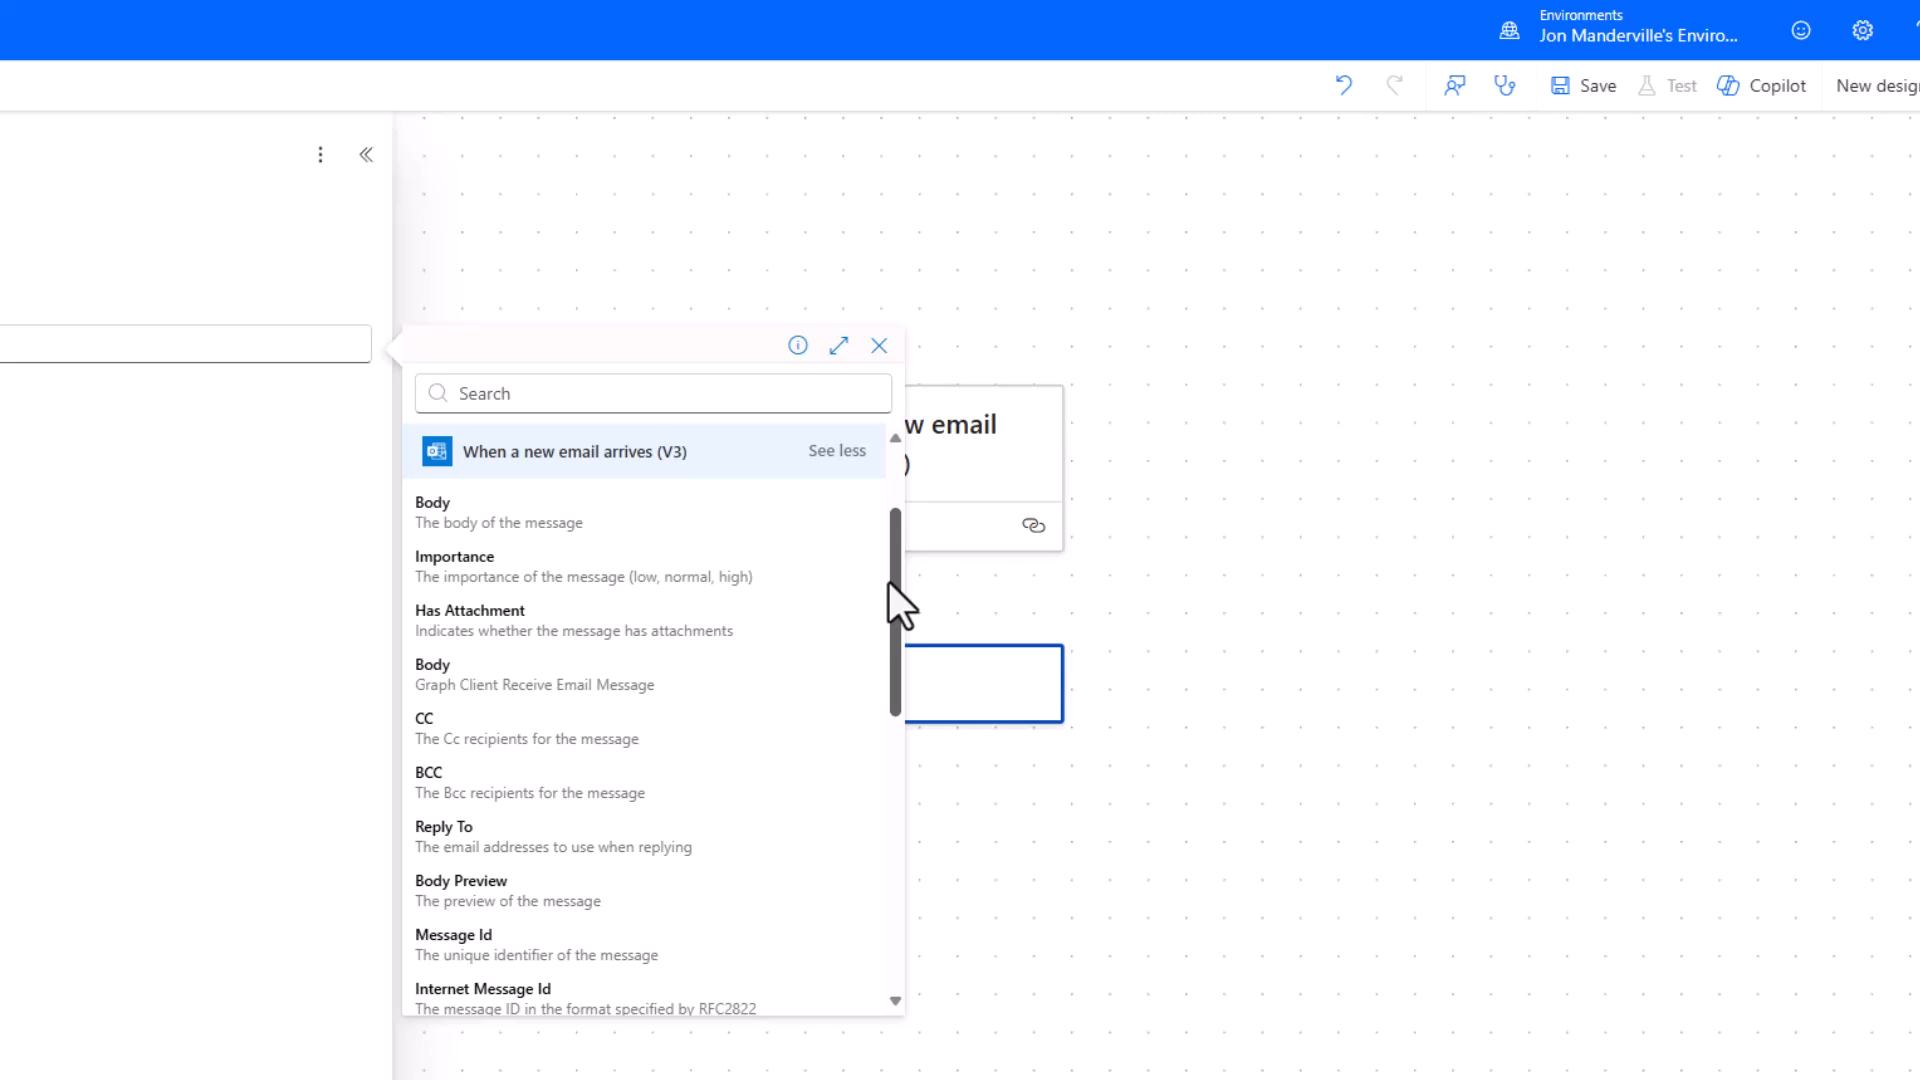 Environments
Jon Manderville's Enviro...
Save
Test
Copilot
New desig
Search
w email
)
When a new email arrives (V3)
See less
Body
The body of the message
Importance
The importance of the message (low, normal, high)
Has Attachment
Indicates whether the message has attachments
Body
Graph Client Receive Email Message
CC
The Cc recipients for the message
BCC
The Bcc recipients for the message
Reply To
The email addresses to use when replying
Body Preview
The preview of the message
Message Id
The unique identifier of the message
Internet Message Id
The message ID in the format specified by RFC2822